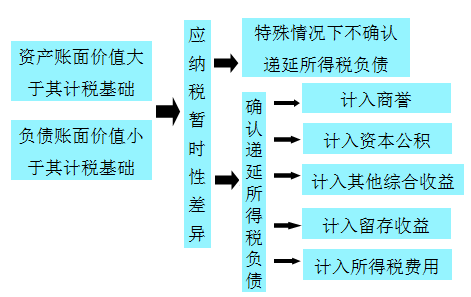 资产账面价值大
于其计税基础
负债账面价值小
于其计税基础
应纳税暂时性差异
特殊情况下不确认
递延所得税负债
确认递延所得税负债
计入商誉
计入资本公积
计入其他综合收益
计入留存收益
计入所得税费用